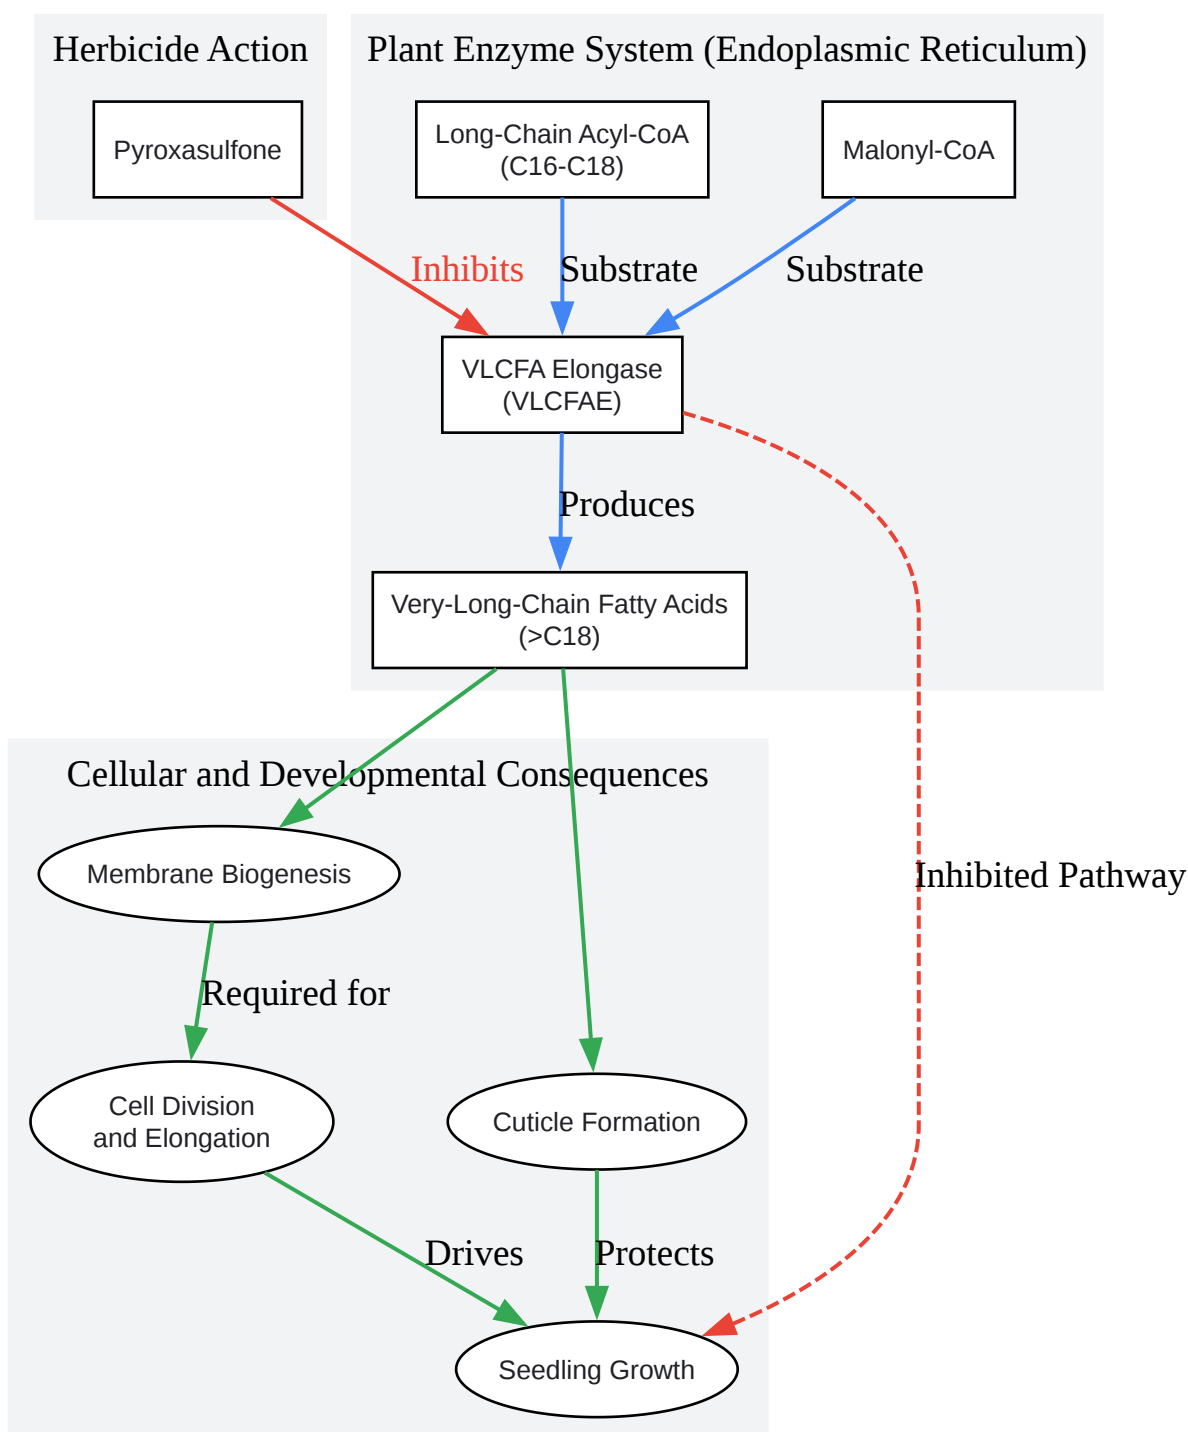 Herbicide Action
Plant Enzyme System (Endoplasmic Reticulum)
Pyroxasulfone
Long-Chain Acyl-CoA
(C16-C18)
Malonyl-CoA
Inhibits
Substrate
Substrate
VLCFA Elongase
(VLCFAE)
Produces
Very-Long-Chain Fatty Acids
(>C18)
Cellular and Developmental Consequences
Membrane Biogenesis
Inhibited Pathway
Required for
Cell Division
and Elongation
Cuticle Formation
Drives
Protects
Seedling Growth